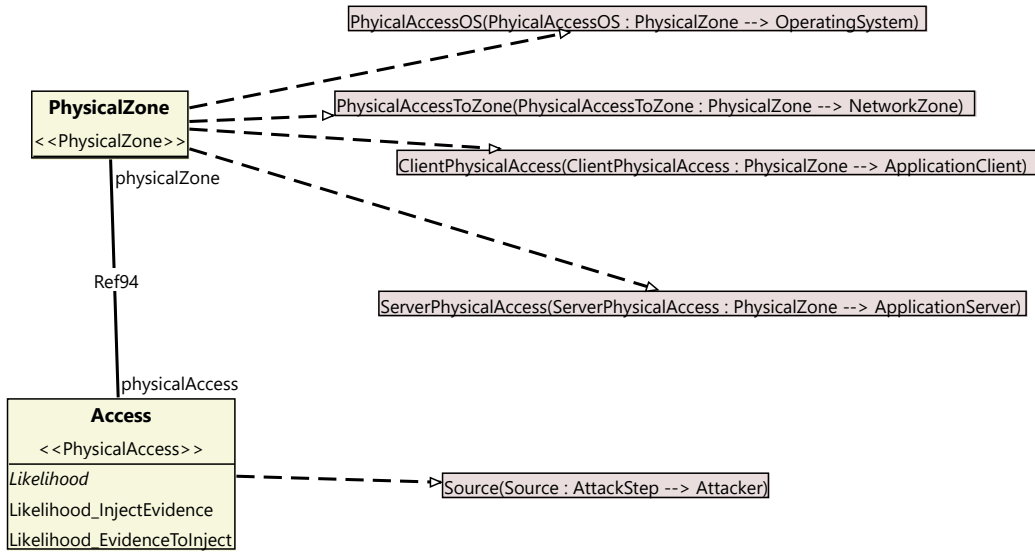 PhyicalAccessOS(PhyicalAccessOS : PhysicalZone --> OperatingSystem)
PhysicalZone
<<PhysicalZone>>
PhysicalAccessToZone(PhysicalAccessToZone : PhysicalZone --> NetworkZone)
ClientPhysicalAccess(ClientPhysicalAccess : PhysicalZone --> ApplicationClient)
physicalZone
Ref94
ServerPhysicalAccess(ServerPhysicalAccess : PhysicalZone --> ApplicationServer)
physicalAccess
Access
<<PhysicalAccess>>
Likelihood
Likelihood_InjectEvidence
Likelihood_EvidenceToInject
Source(Source : AttackStep --> Attacker)